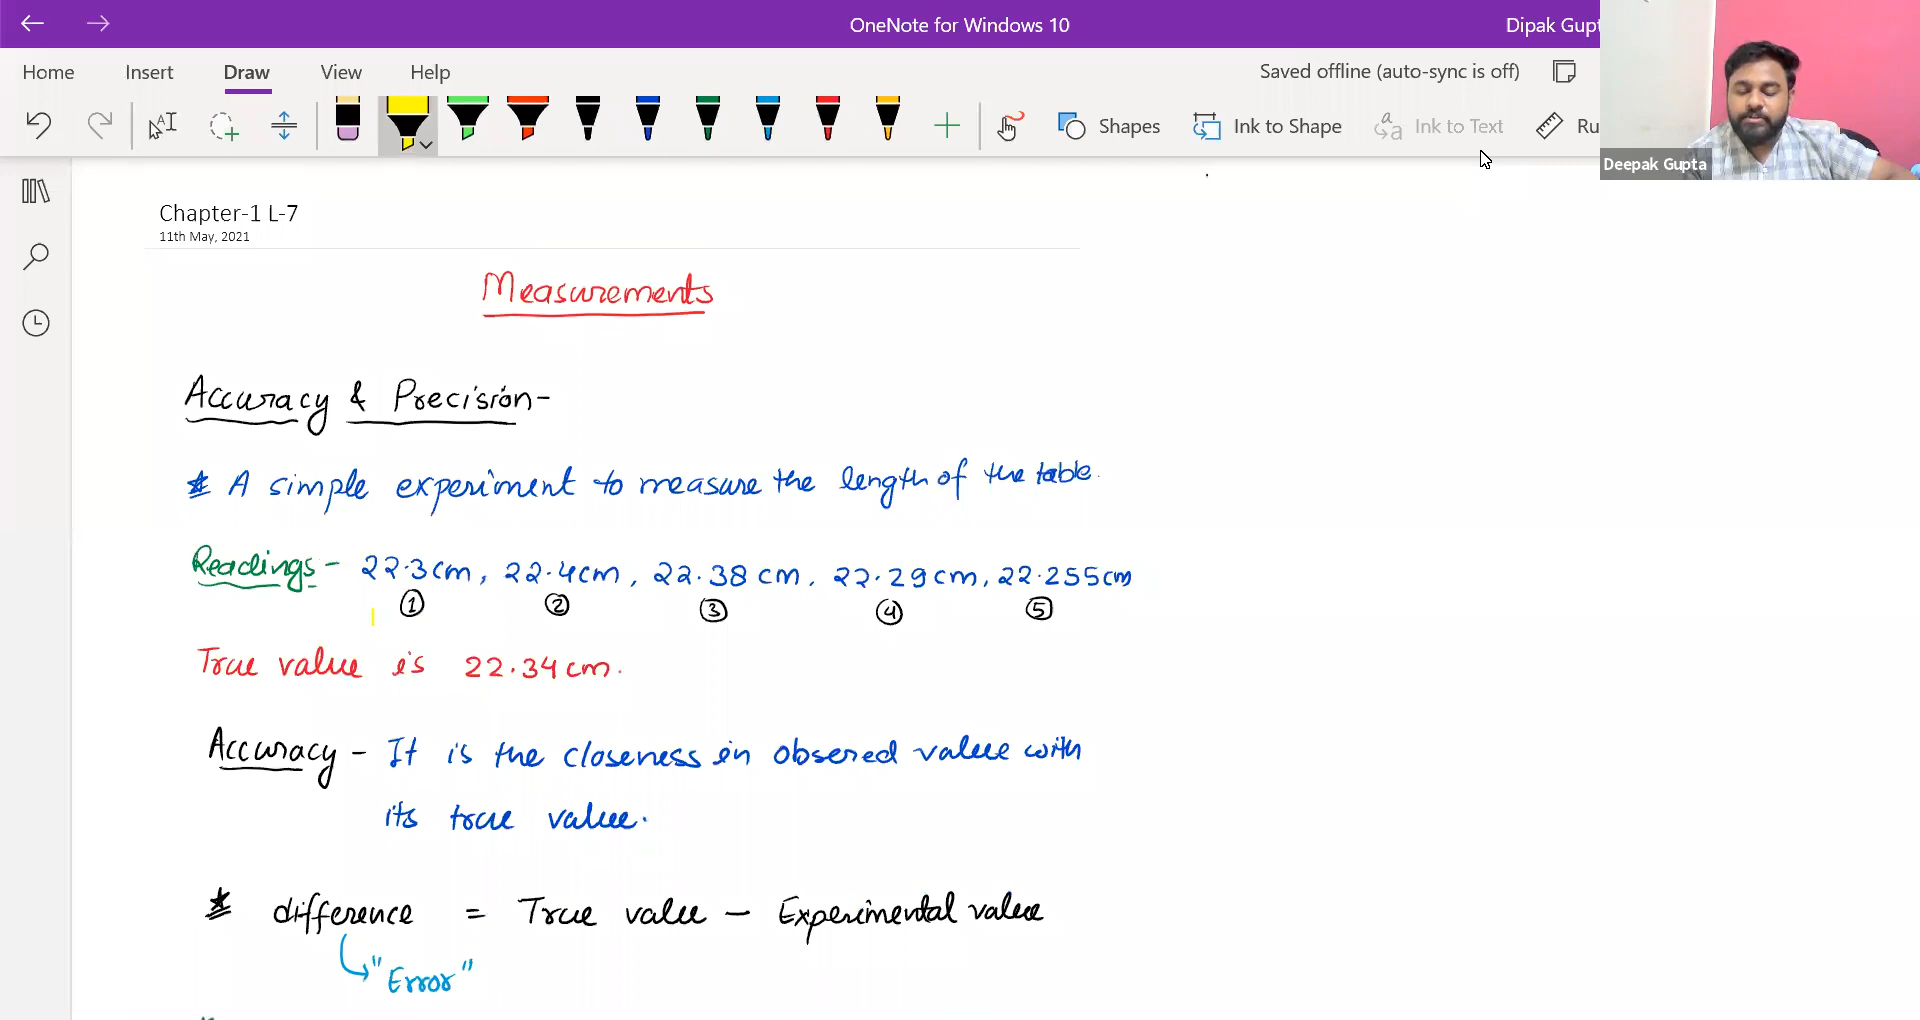 OneNote for Windows 10
Dipak Gupt
Home Insert Draw View Help
Saved offline (auto-sync is off)
Shapes Ink to Shape Ink to Text Ru
Deepak Gupta
Chapter-1 L-7
11th May, 2021
Measurements
Accuracy & Precision-
* A simple experiment to measure the length of the table.
Readings - 22.3cm, 22.4cm, 22.38 cm, 22.29cm, 22.255cm
① ② ③ ④ ⑤
True value is 22.34cm.
Accuracy - It is the closeness in obsered value with
its true value.
* difference = True value - Experimental value
"Error"